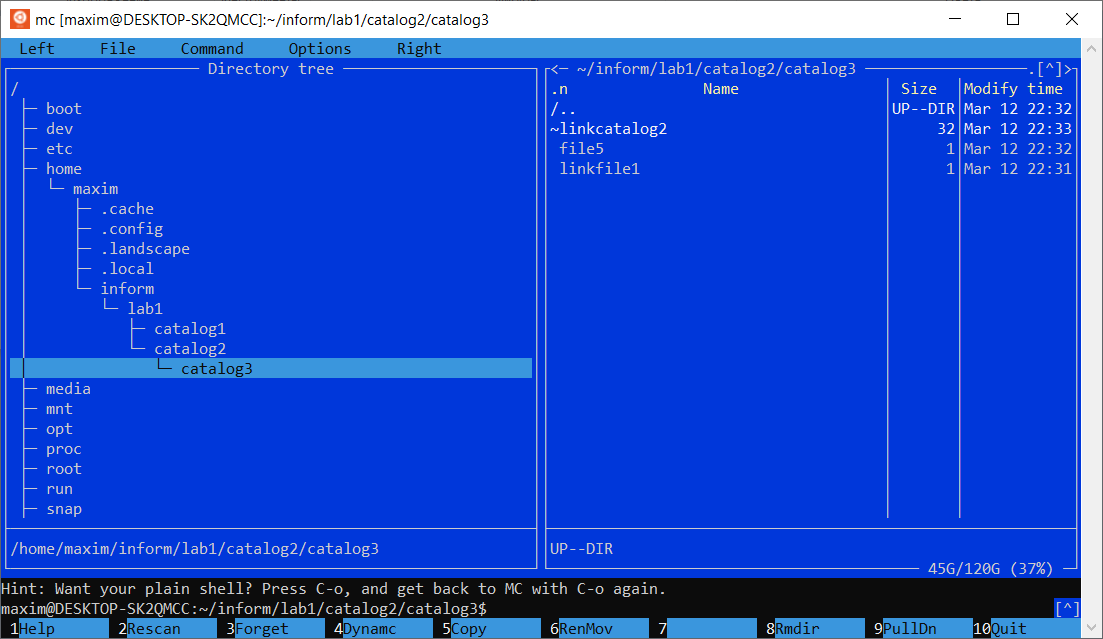 mc [maxim@DESKTOP-SK2QMCC]:~/inform/lab1/catalog2/catalog3
Left File Command Options Right
Directory tree
/
boot
dev
etc
home
maxim
.cache
.config
.landscape
.local
inform
lab1
catalog1
catalog2
catalog3
media
mnt
opt
proc
root
run
snap
/home/maxim/inform/lab1/catalog2/catalog3
<─ ~/inform/lab1/catalog2/catalog3 .[^]>
.n Name Size Modify time
/.. UP--DIR Mar 12 22:32
~linkcatalog2 32 Mar 12 22:33
file5 1 Mar 12 22:32
linkfile1 1 Mar 12 22:31
UP--DIR
45G/120G (37%)
Hint: Want your plain shell? Press C-o, and get back to MC with C-o again.
maxim@DESKTOP-SK2QMCC:~/inform/lab1/catalog2/catalog3$ [^]
1Help 2Rescan 3Forget 4Dynamc 5Copy 6RenMov 7 8Rmdir 9PullDn 10Quit